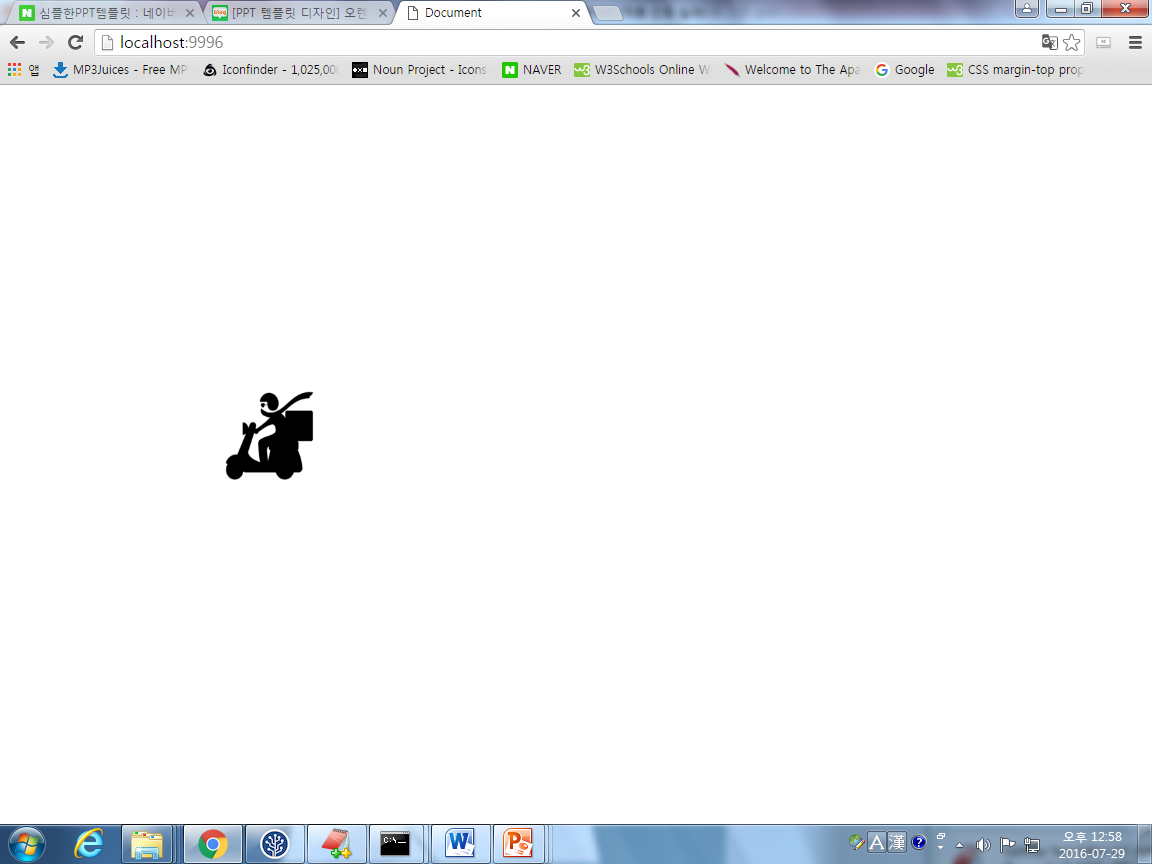 심플한PPT템플릿 : 네이버
[PPT 템플릿 디자인] 오렌
Document
localhost:9996
앱
MP3Juices - Free MP
Iconfinder - 1,025,00
Noun Project - Icons
NAVER
W3Schools Online W
Welcome to The Apa
Google
CSS margin-top prop
A 漢
오후 12:58
2016-07-29